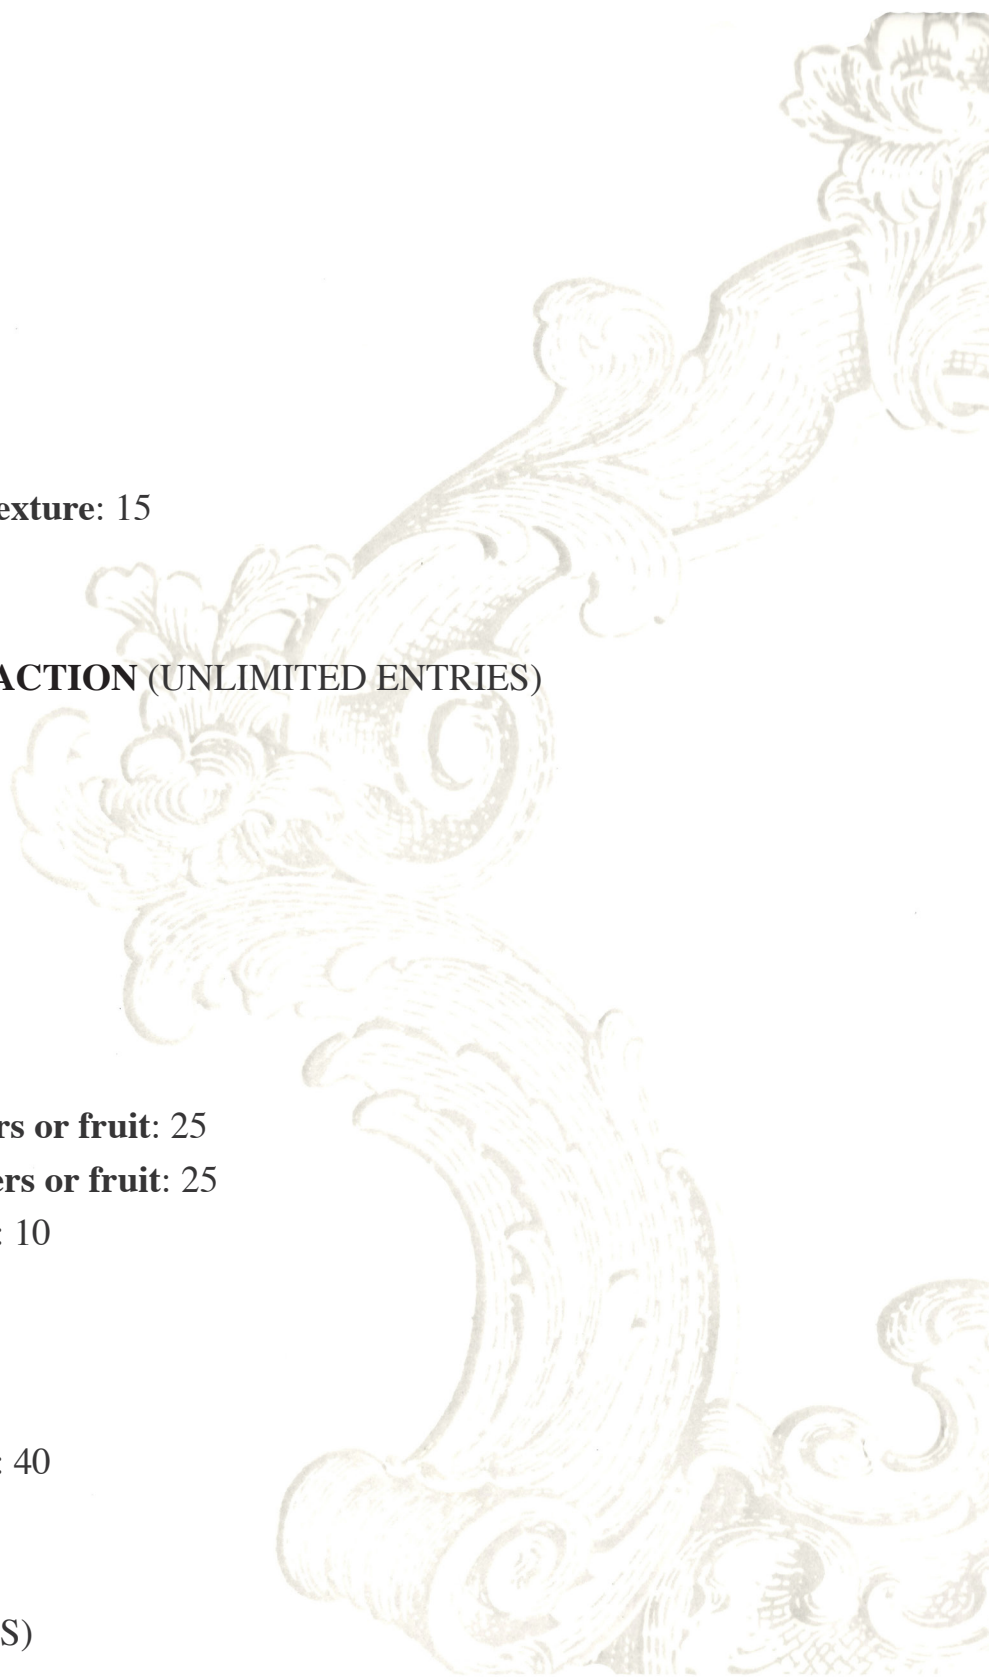 exture: 15
ACTION (UNLIMITED ENTRIES)
rs or fruit: 25
ers or fruit: 25
: 10
: 40
S)